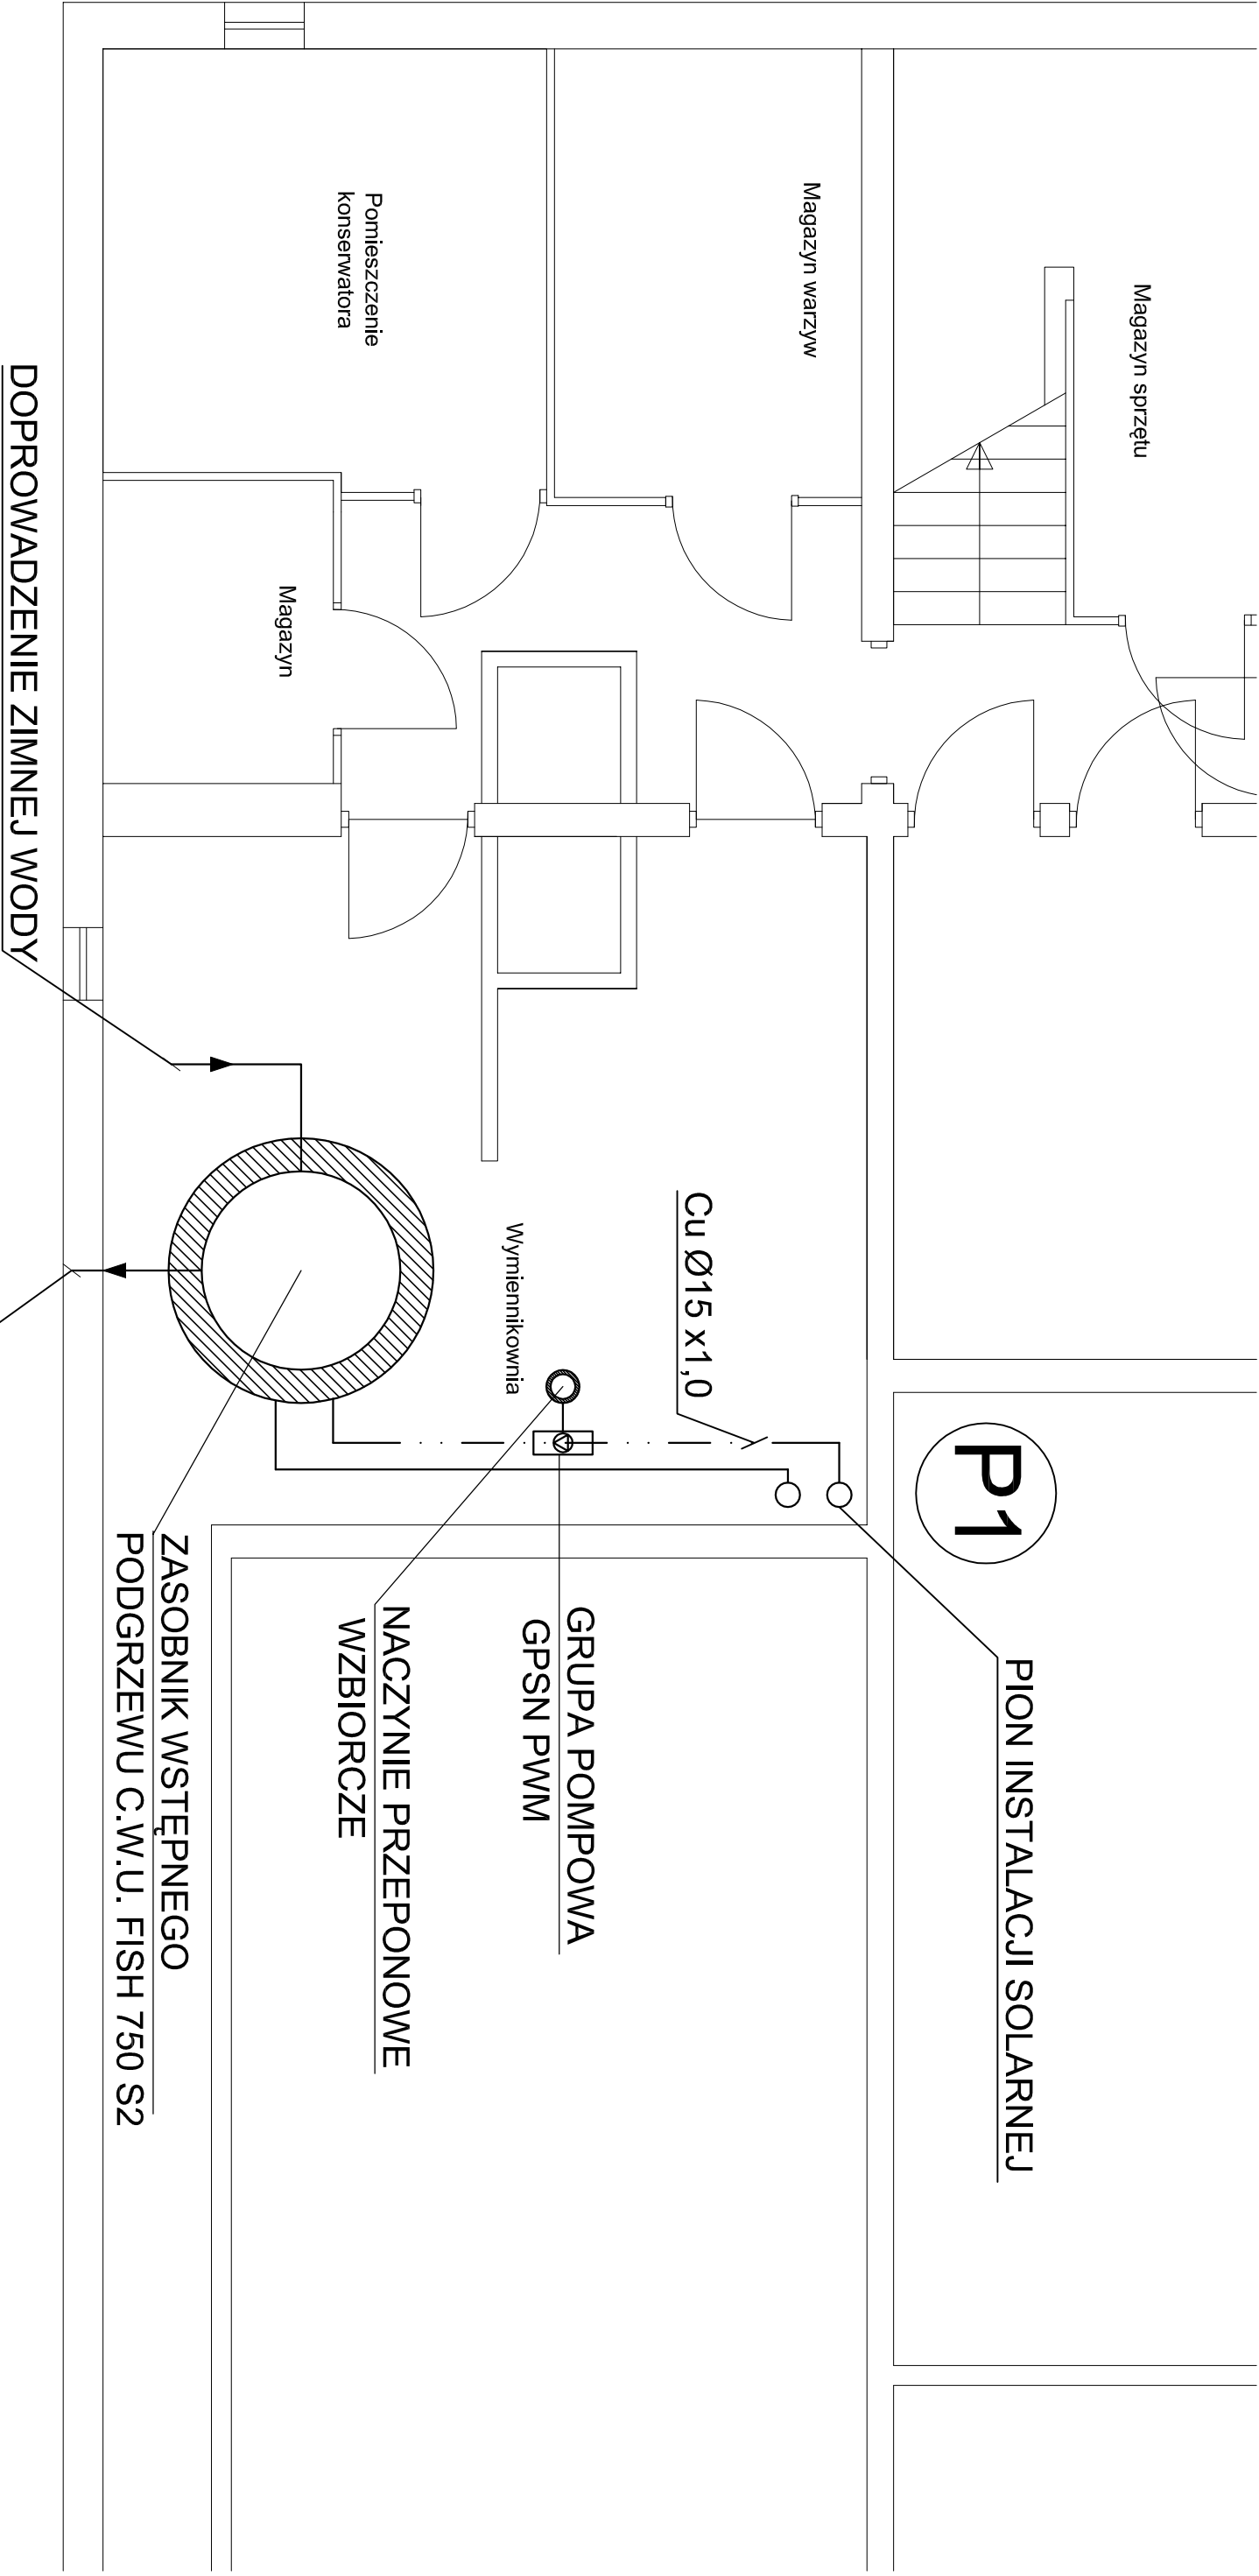 Magazyn sprzętu
Magazyn warzyw
Pomieszczenie
konserwatora
Magazyn
DOPROWADZENIE ZIMNEJ WODY
Wymiennikownia
Cu Ø15 x1,0
P1
PION INSTALACJI SOLARNEJ
GRUPA POMPOWA
GPSN PWM
NACZYNIE PRZEPONOWE
WZBIORCZE
ZASOBNIK WSTĘPNEGO
PODGRZEWU C.W.U. FISH 750 S2